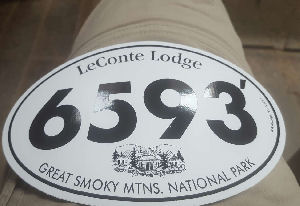 LeConte Lodge
6593'
GREAT SMOKY MTNS. NATIONAL PARK